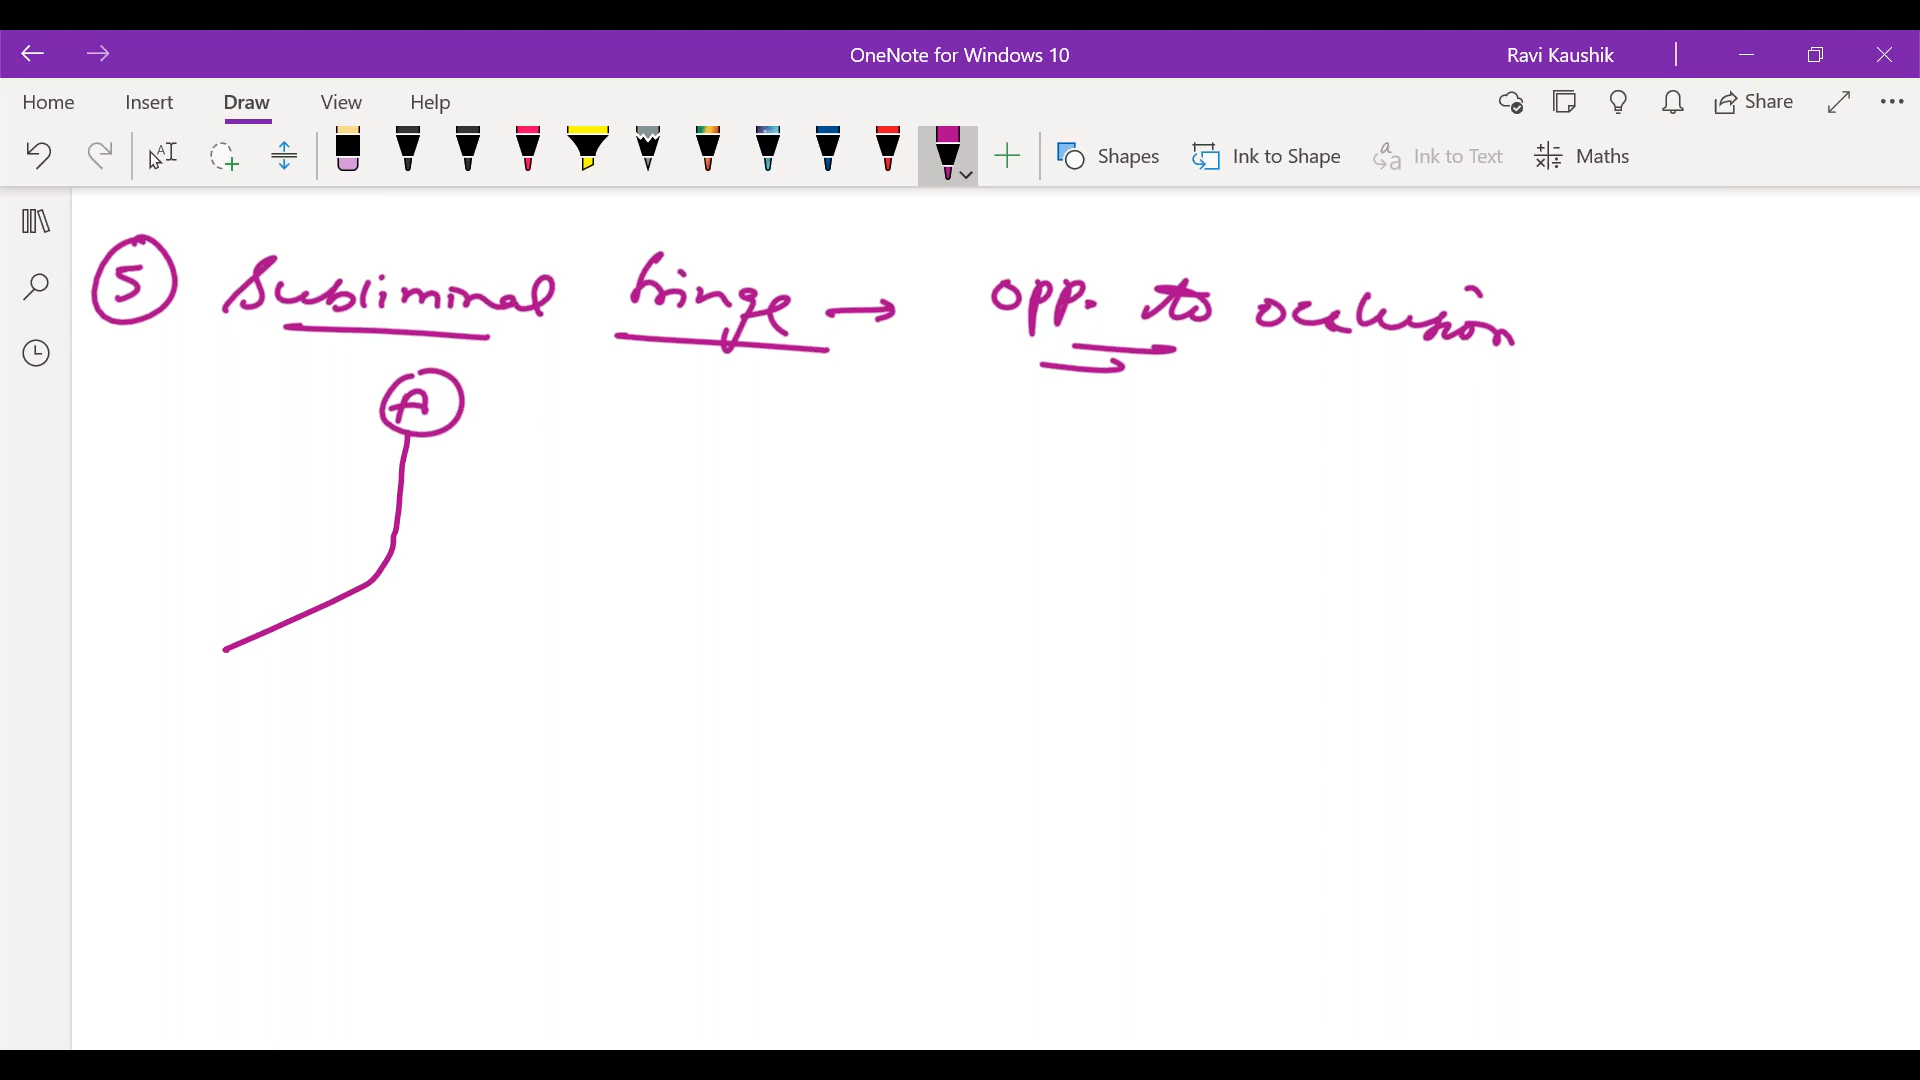 OneNote for Windows 10
Ravi Kaushik
Home Insert Draw View Help
Share
Shapes Ink to Shape Ink to Text Maths
5 Subliminal fringe → opp. to occlusion
A